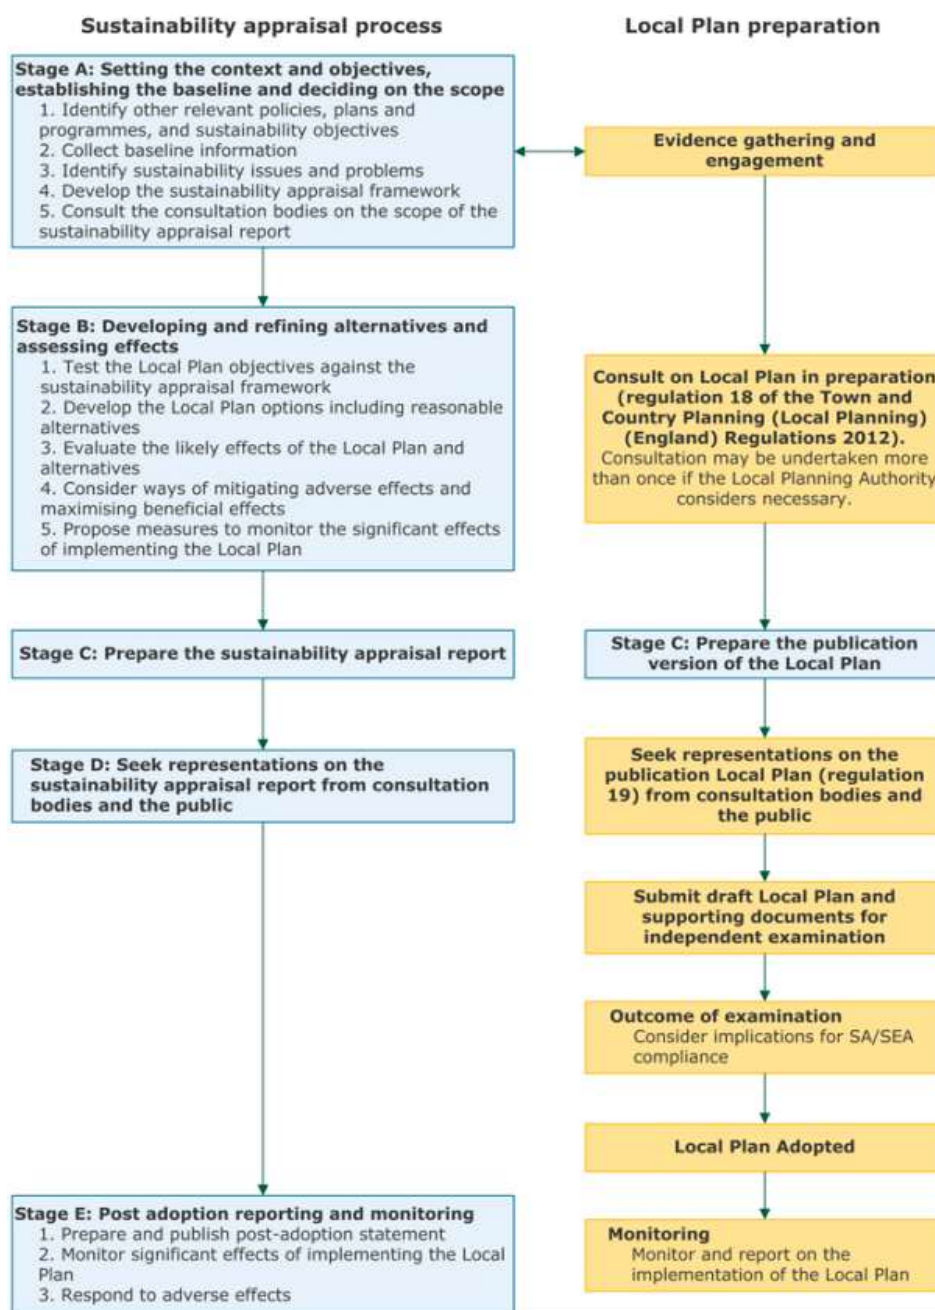 Sustainability appraisal process
Local Plan preparation
Stage A: Setting the context and objectives,
establishing the baseline and deciding on the scope
1. Identify other relevant policies, plans and
programmes, and sustainability objectives
2. Collect baseline information
3. Identify sustainability issues and problems
4. Develop the sustainability appraisal framework
5. Consult the consultation bodies on the scope of the
sustainability appraisal report
Evidence gathering and
engagement
Stage B: Developing and refining alternatives and
assessing effects
1. Test the Local Plan objectives against the
sustainability appraisal framework
2. Develop the Local Plan options including reasonable
alternatives
3. Evaluate the likely effects of the Local Plan and
alternatives
4. Consider ways of mitigating adverse effects and
maximising beneficial effects
5. Propose measures to monitor the significant effects
of implementing the Local Plan
Consult on Local Plan in preparation
(regulation 18 of the Town and
Country Planning (Local Planning)
(England) Regulations 2012).
Consultation may be undertaken more
than once if the Local Planning Authority
considers necessary.
Stage C: Prepare the sustainability appraisal report
Stage C: Prepare the publication
version of the Local Plan
Stage D: Seek representations on the
sustainability appraisal report from consultation
bodies and the public
Seek representations on the
publication Local Plan (regulation
19) from consultation bodies and
the public
Submit draft Local Plan and
supporting documents for
independent examination
Outcome of examination
Consider implications for SA/SEA
compliance
Local Plan Adopted
Stage E: Post adoption reporting and monitoring
1. Prepare and publish post-adoption statement
2. Monitor significant effects of implementing the Local
Plan
3. Respond to adverse effects
Monitoring
Monitor and report on the
implementation of the Local Plan